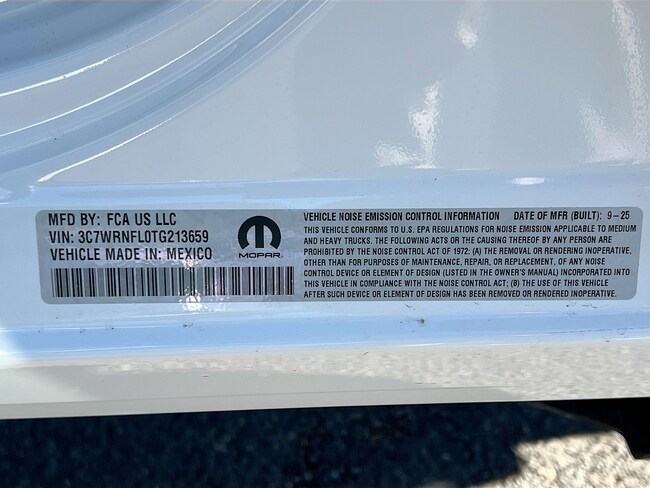 MFD BY: FCA US LLC
VIN: 3C7WRNFL0TG213659
VEHICLE MADE IN: MEXICO
MOPAR
VEHICLE NOISE EMISSION CONTROL INFORMATION DATE OF MFR (BUILT): 9-25
THIS VEHICLE CONFORMS TO U.S. EPA REGULATIONS FOR NOISE EMISSION APPLICABLE TO MEDIUM
AND HEAVY TRUCKS. THE FOLLOWING ACTS OR THE CAUSING THEREOF BY ANY PERSON ARE
PROHIBITED BY THE NOISE CONTROL ACT OF 1972: (A) THE REMOVAL OR RENDERING INOPERATIVE,
OTHER THAN FOR PURPOSES OF MAINTENANCE, REPAIR, OR REPLACEMENT, OF ANY NOISE
CONTROL DEVICE OR ELEMENT OF DESIGN (LISTED IN THE OWNER'S MANUAL) INCORPORATED INTO
THIS VEHICLE IN COMPLIANCE WITH THE NOISE CONTROL ACT; (B) THE USE OF THIS VEHICLE
AFTER SUCH DEVICE OR ELEMENT OF DESIGN HAS BEEN REMOVED OR RENDERED INOPERATIVE.